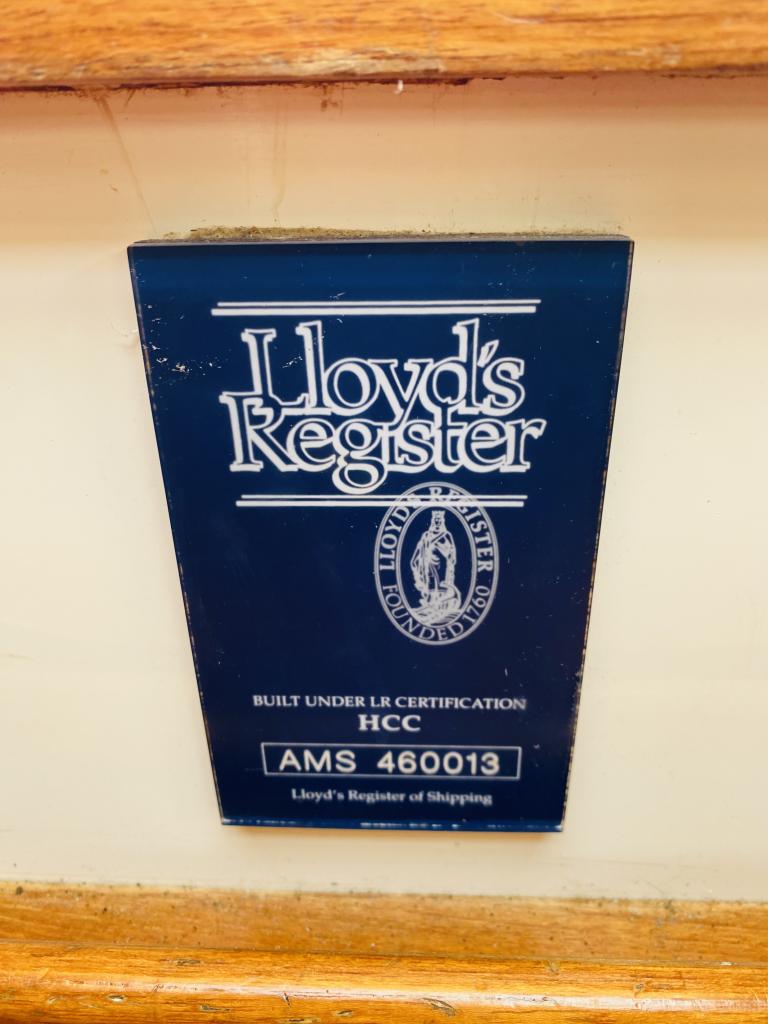 Lloyd's
Register
LLOYD'S REGISTER
FOUNDED 1760
BUILT UNDER LR CERTIFICATION
HCC
AMS 460013
Lloyd's Register of Shipping